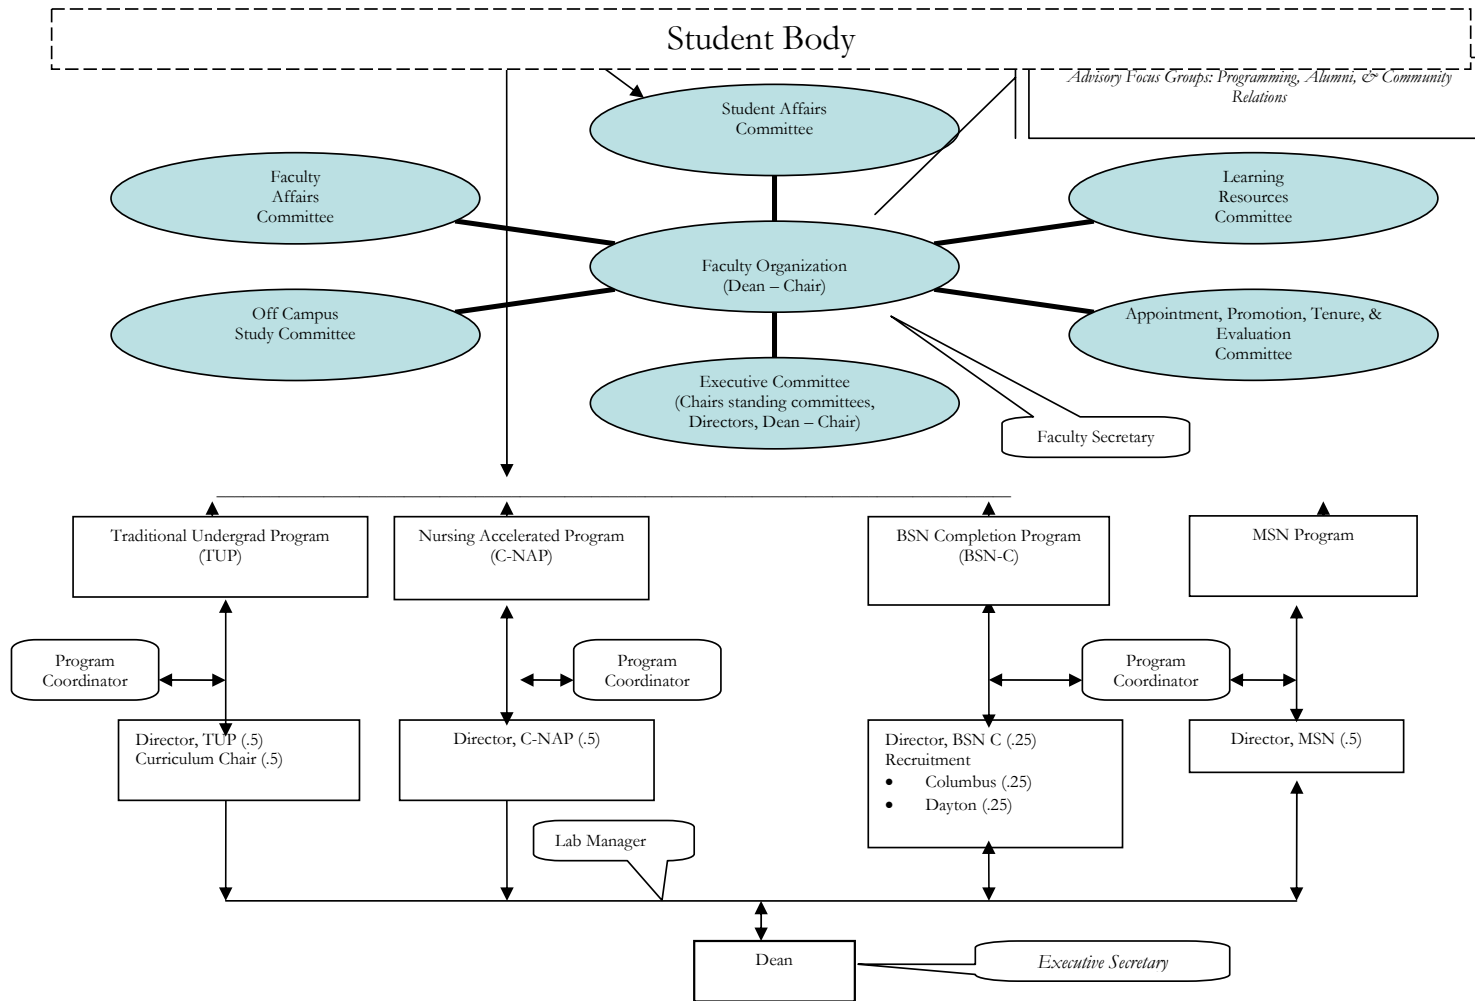 Student Body
Advisory Focus Groups: Programming, Alumni, & Community
Relations
Student Affairs
Committee
Faculty
Affairs
Committee
Learning
Resources
Committee
Faculty Organization
(Dean – Chair)
Off Campus
Study Committee
Appointment, Promotion, Tenure, &
Evaluation
Committee
Executive Committee
(Chairs standing committees,
Directors, Dean – Chair)
Faculty Secretary
Traditional Undergrad Program
(TUP)
Nursing Accelerated Program
(C-NAP)
BSN Completion Program
(BSN-C)
MSN Program
Program
Coordinator
Program
Coordinator
Program
Coordinator
Director, TUP (.5)
Curriculum Chair (.5)
Director, C-NAP (.5)
Director, BSN C (.25)
Recruitment
• Columbus (.25)
• Dayton (.25)
Director, MSN (.5)
Lab Manager
Dean
Executive Secretary